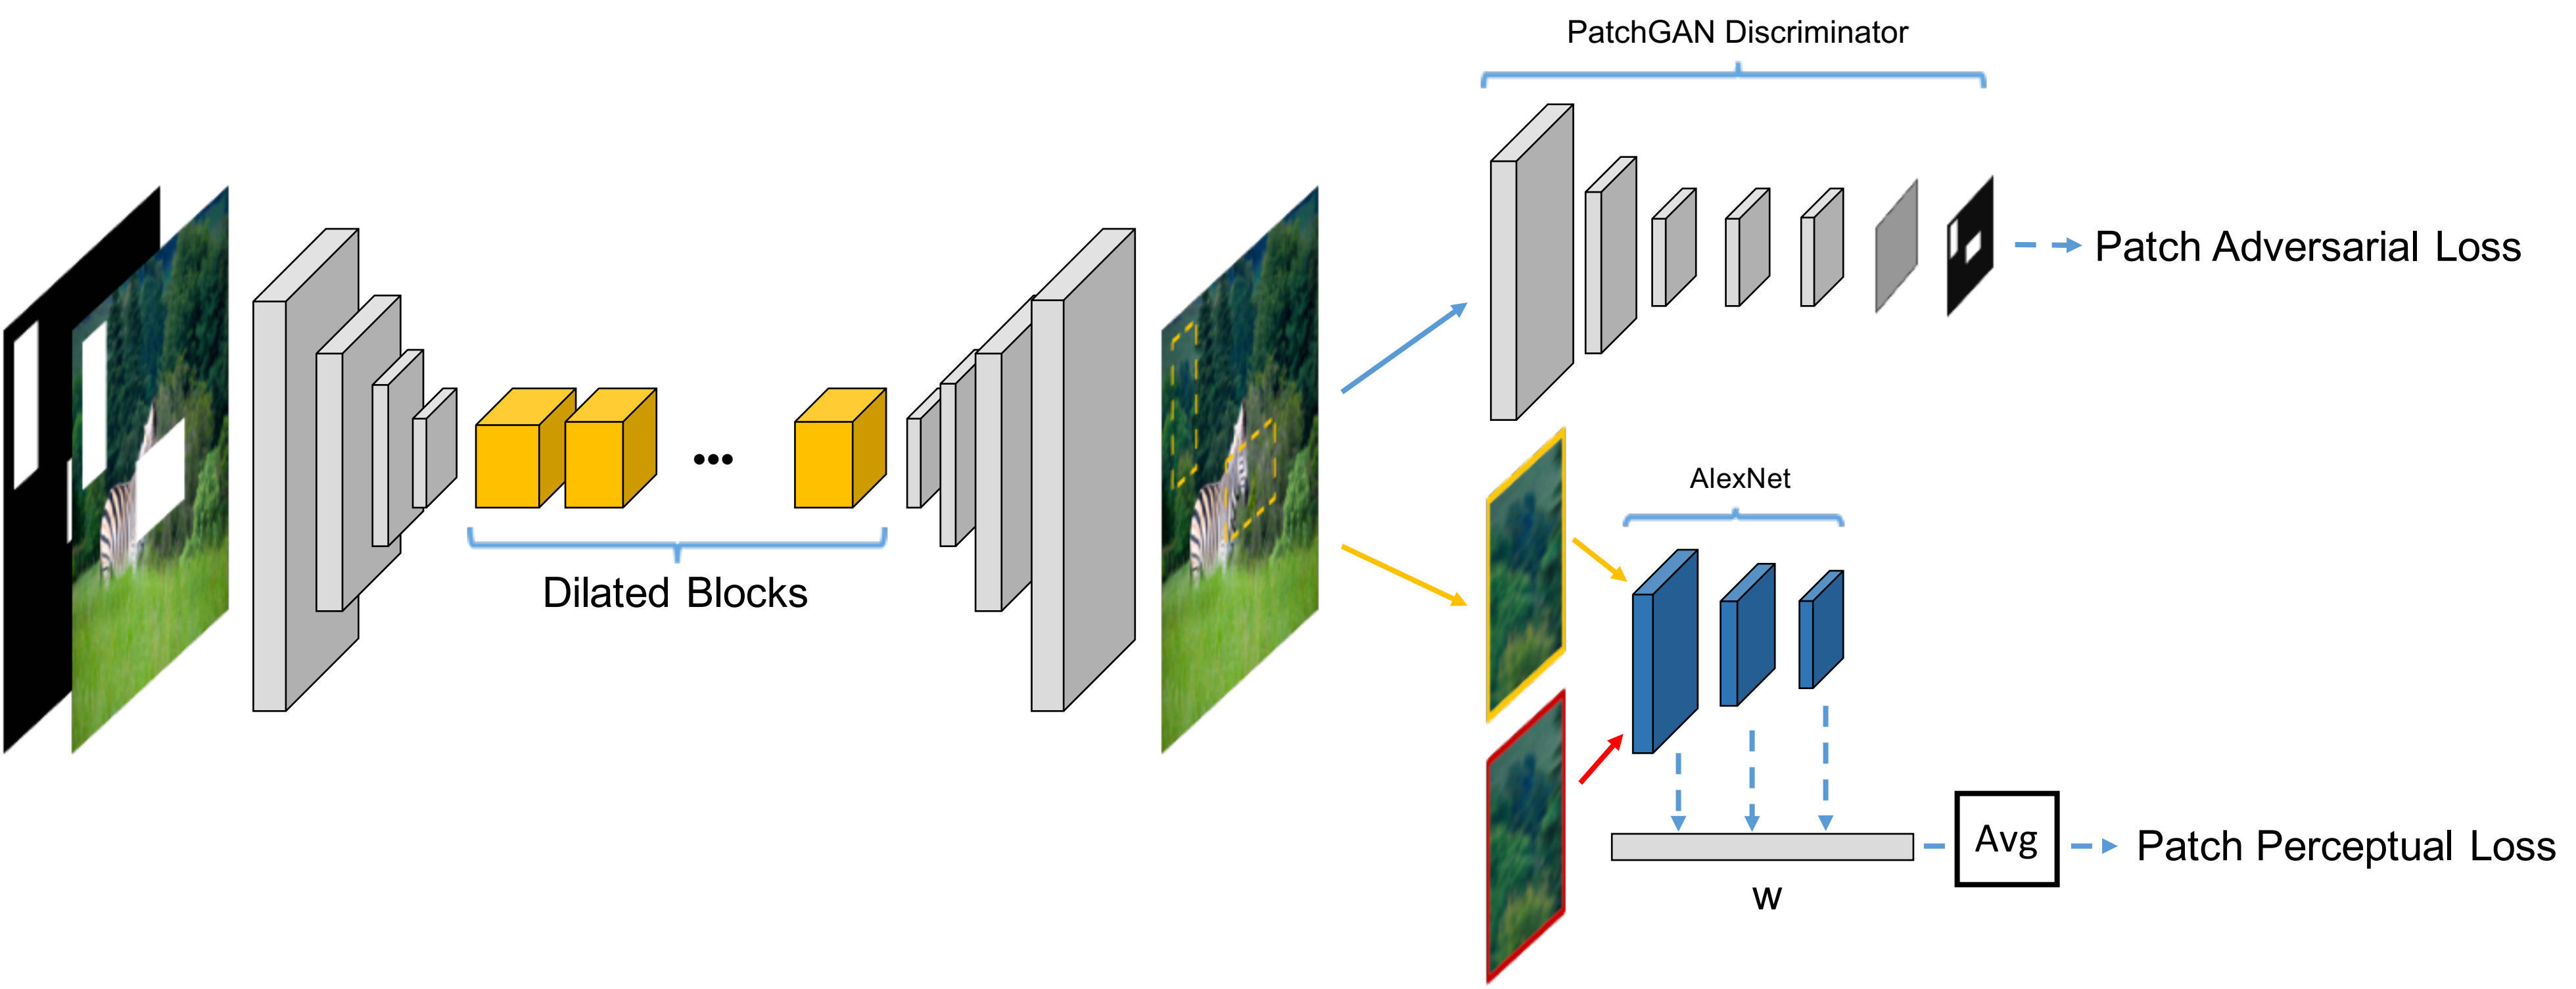 PatchGAN Discriminator
Patch Adversarial Loss
AlexNet
...
Dilated Blocks
Avg
Patch Perceptual Loss
w